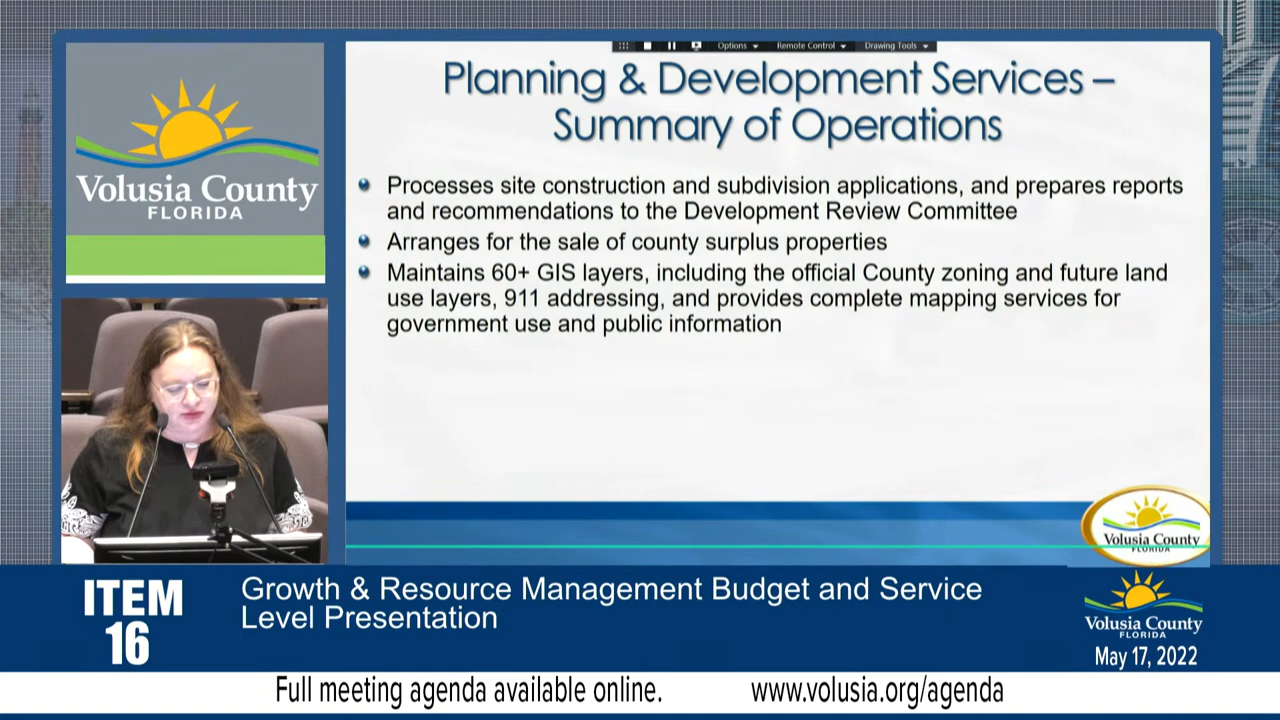 Options
Remote Control
Drawing Tools
Planning & Development Services –
Summary of Operations
Volusia County
FLORIDA
Processes site construction and subdivision applications, and prepares reports
and recommendations to the Development Review Committee
Arranges for the sale of county surplus properties
Maintains 60+ GIS layers, including the official County zoning and future land
use layers, 911 addressing, and provides complete mapping services for
government use and public information
Volusia County
FLORIDA
ITEM
16
Growth & Resource Management Budget and Service
Level Presentation
Volusia County
FLORIDA
May 17, 2022
Full meeting agenda available online.
www.volusia.org/agenda